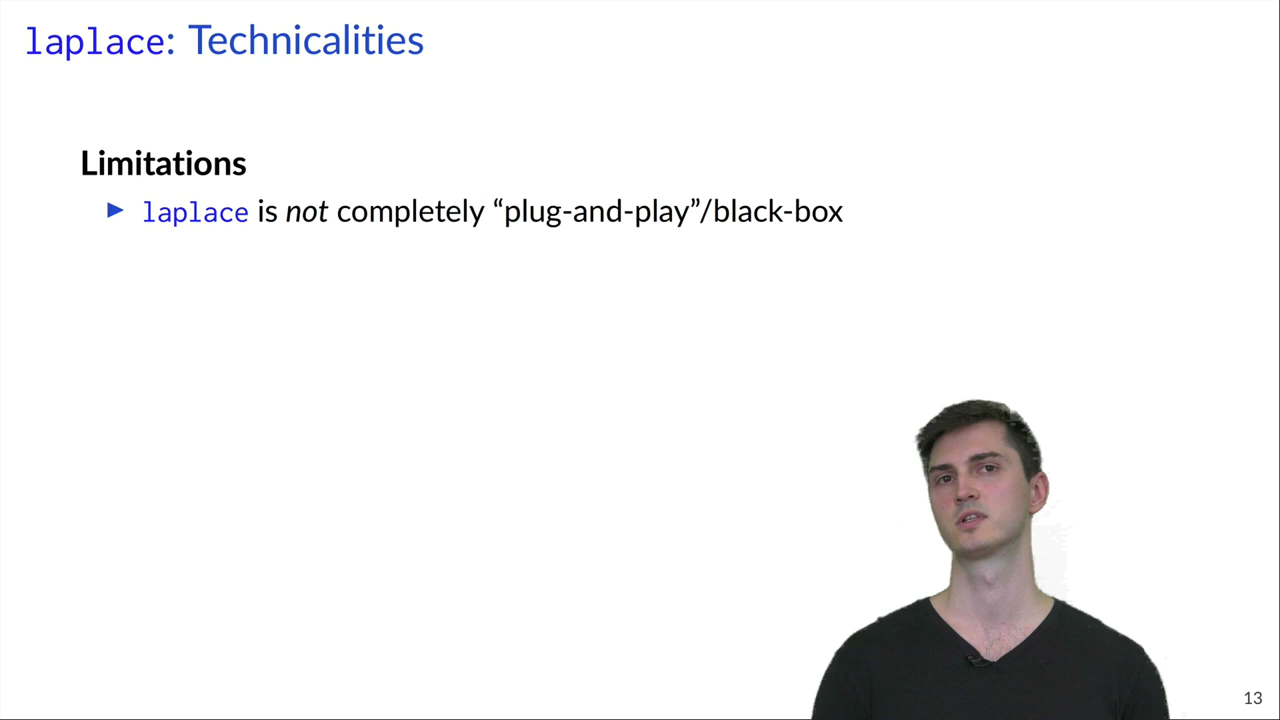 laplace: Technicalities
Limitations
▶ laplace is not completely “plug-and-play”/black-box
13